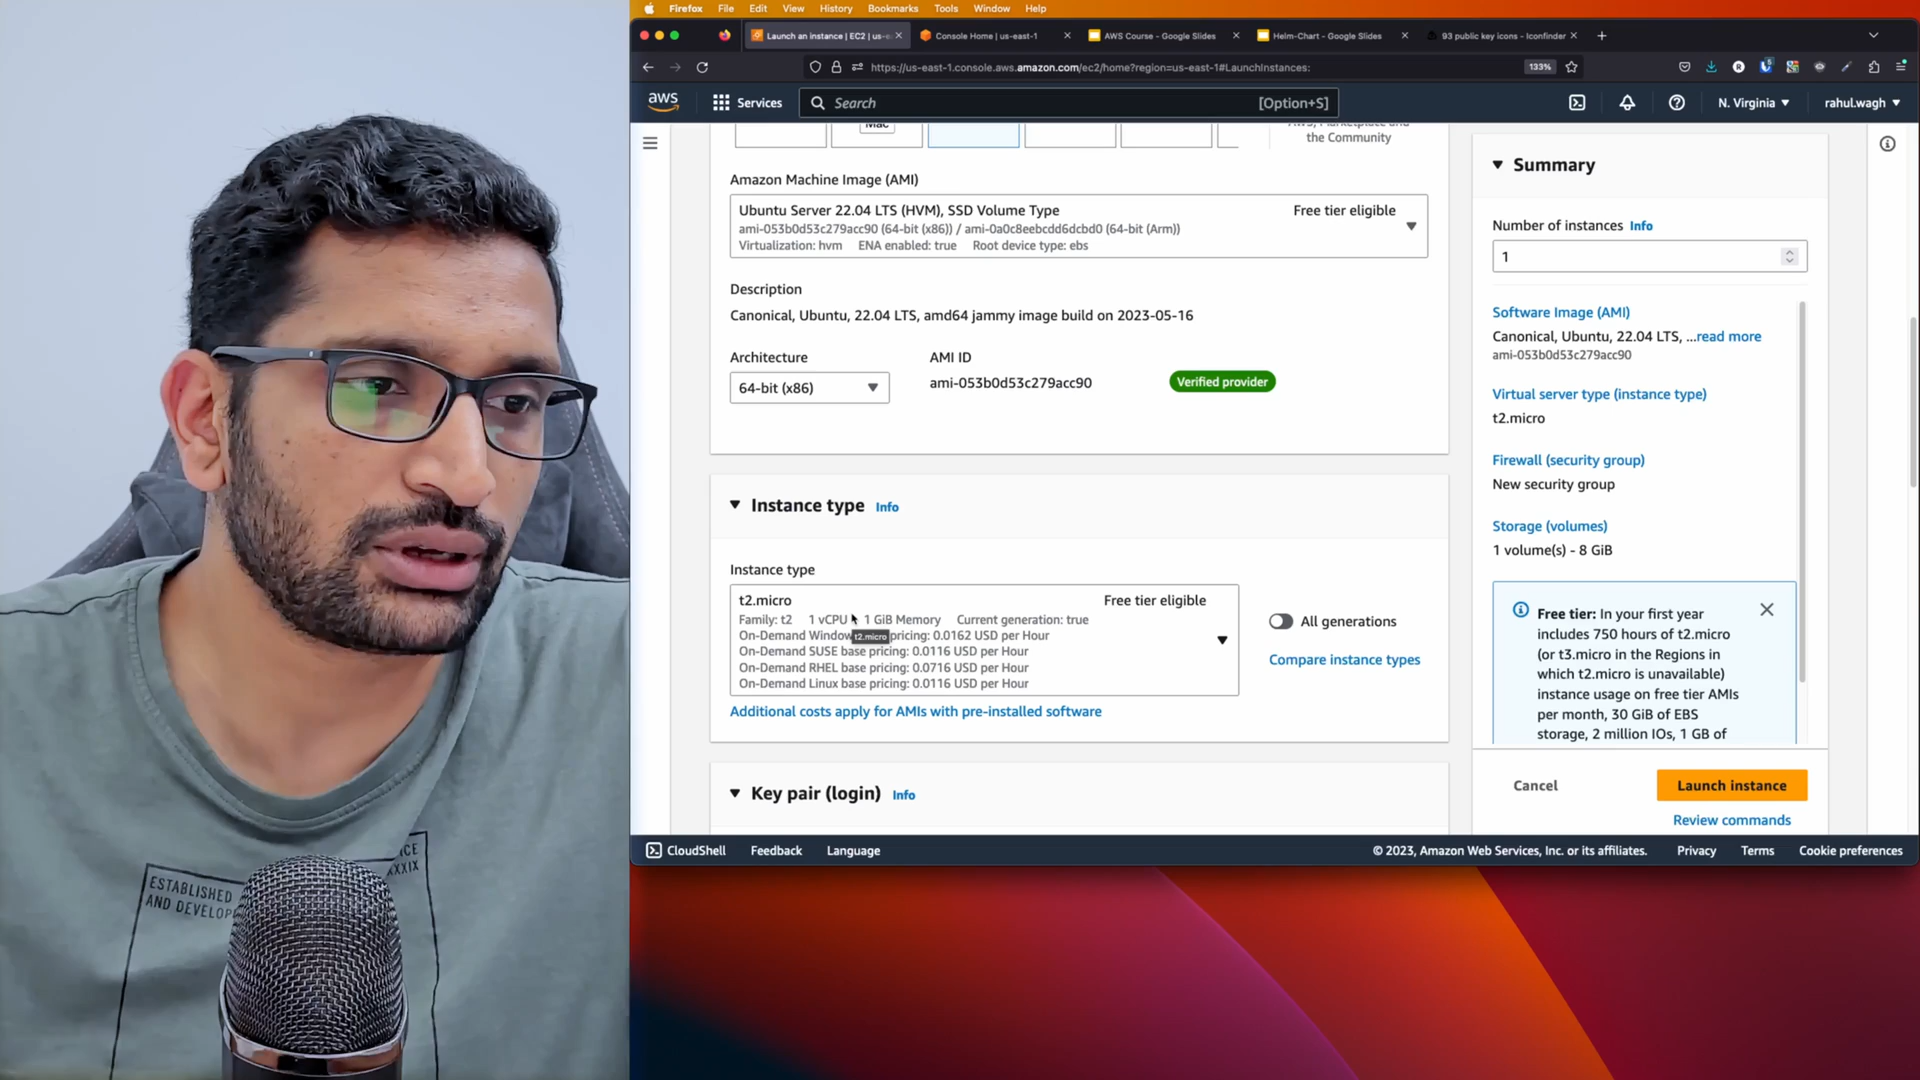 Firefox File Edit View History Bookmarks Tools Window Help
Launch an instance | EC2 | us-e
Console Home | us-east-1
AWS Course - Google Slides
Helm-Chart - Google Slides
93 public key icons - Iconfinder
https://us-east-1.console.aws.amazon.com/ec2/home?region=us-east-1#LaunchInstances:
133%
aws
Services
Search
[Option+S]
N. Virginia
rahul.wagh
Mac
the Community
Amazon Machine Image (AMI)
Ubuntu Server 22.04 LTS (HVM), SSD Volume Type
Free tier eligible
ami-053b0d53c279acc90 (64-bit (x86)) / ami-0a0c8eebcdd6dcbd0 (64-bit (Arm))
Virtualization: hvm ENA enabled: true Root device type: ebs
Description
Canonical, Ubuntu, 22.04 LTS, amd64 jammy image build on 2023-05-16
Architecture
AMI ID
64-bit (x86)
ami-053b0d53c279acc90
Verified provider
Instance type Info
Instance type
t2.micro
Free tier eligible
Family: t2 1 vCPU 1 GiB Memory Current generation: true
On-Demand Window t2.micro pricing: 0.0162 USD per Hour
On-Demand SUSE base pricing: 0.0116 USD per Hour
On-Demand RHEL base pricing: 0.0716 USD per Hour
On-Demand Linux base pricing: 0.0116 USD per Hour
All generations
Compare instance types
Additional costs apply for AMIs with pre-installed software
Key pair (login) Info
Summary
Number of instances Info
1
Software Image (AMI)
Canonical, Ubuntu, 22.04 LTS, ...read more
ami-053b0d53c279acc90
Virtual server type (instance type)
t2.micro
Firewall (security group)
New security group
Storage (volumes)
1 volume(s) - 8 GiB
Free tier: In your first year
includes 750 hours of t2.micro
(or t3.micro in the Regions in
which t2.micro is unavailable)
instance usage on free tier AMIs
per month, 30 GiB of EBS
storage, 2 million IOs, 1 GB of
Cancel
Launch instance
Review commands
CloudShell Feedback Language
© 2023, Amazon Web Services, Inc. or its affiliates. Privacy Terms Cookie preferences
ESTABLISHED
AND DEVELOP
ICE
XXIX